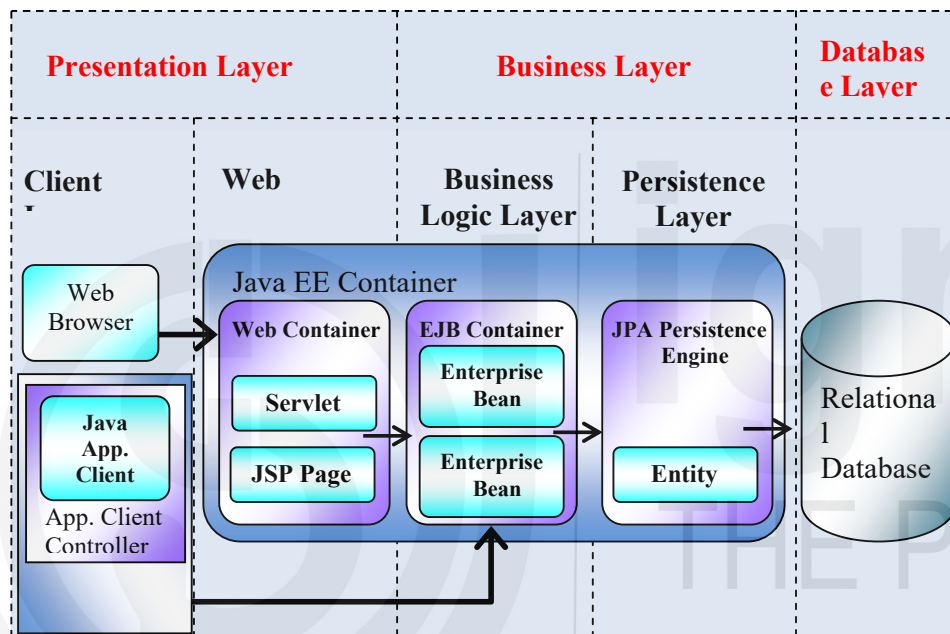 Presentation Layer
Business Layer
Databas
e Layer
Client
Web
Business
Logic Layer
Persistence
Layer
Java EE Container
Web
Browser
Web Container
Servlet
JSP Page
EJB Container
Enterprise
Bean
Enterprise
Bean
JPA Persistence
Engine
Entity
Relationa
l
Database
Java
App.
Client
App. Client
Controller
ig
THE P